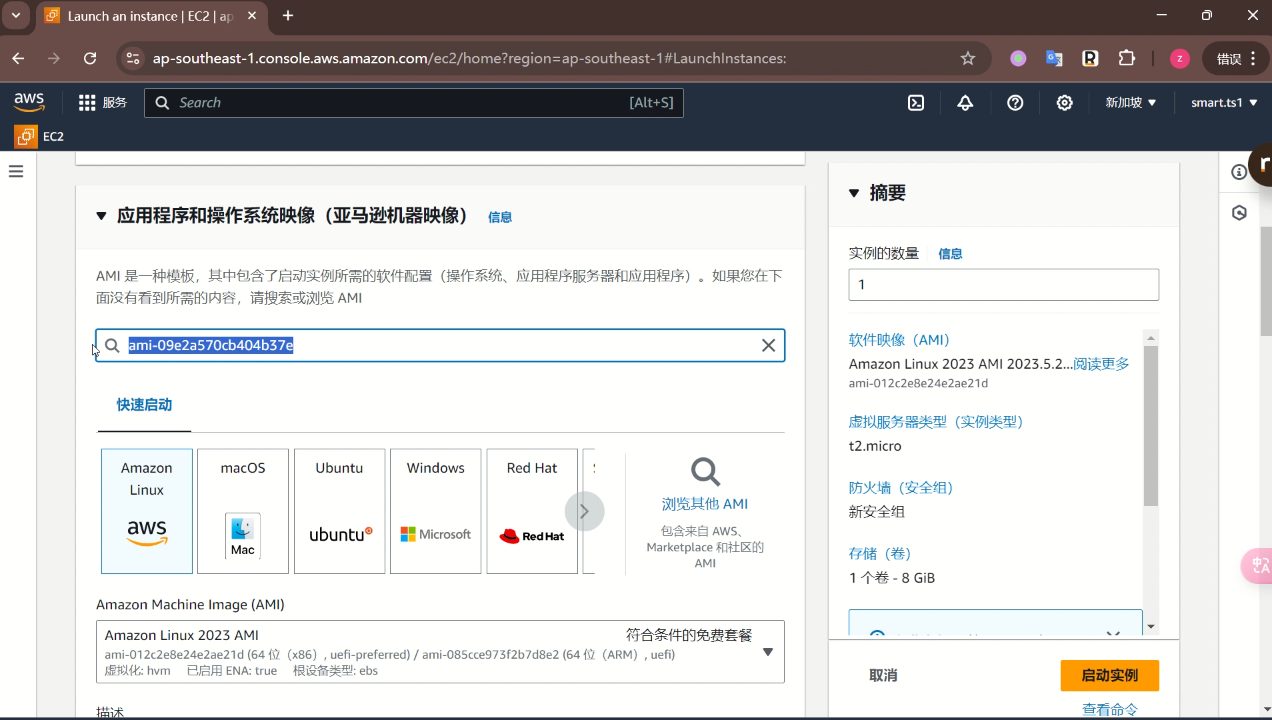 Launch an instance | EC2 | ap
ap-southeast-1.console.aws.amazon.com/ec2/home?region=ap-southeast-1#LaunchInstances:
z
错误
aws
服务
Search
[Alt+S]
新加坡
smart.ts1
EC2
应用程序和操作系统映像（亚马逊机器映像）
信息
AMI 是一种模板，其中包含了启动实例所需的软件配置（操作系统、应用程序服务器和应用程序）。如果您在下
面没有看到所需的内容，请搜索或浏览 AMI
ami-09e2a570cb404b37e
快速启动
Amazon
Linux
aws
macOS
Mac
Ubuntu
ubuntu
Windows
Microsoft
Red Hat
Red Hat
浏览其他 AMI
包含来自 AWS、
Marketplace 和社区的
AMI
Amazon Machine Image (AMI)
Amazon Linux 2023 AMI
符合条件的免费套餐
ami-012c2e8e24e2ae21d (64 位（x86）, uefi-preferred) / ami-085cce973f2b7d8e2 (64 位（ARM）, uefi)
虚拟化: hvm 已启用 ENA: true 根设备类型: ebs
描述
摘要
实例的数量
信息
1
软件映像（AMI）
Amazon Linux 2023 AMI 2023.5.2...阅读更多
ami-012c2e8e24e2ae21d
虚拟服务器类型（实例类型）
t2.micro
防火墙（安全组）
新安全组
存储（卷）
1 个卷 - 8 GiB
取消
启动实例
查看命令